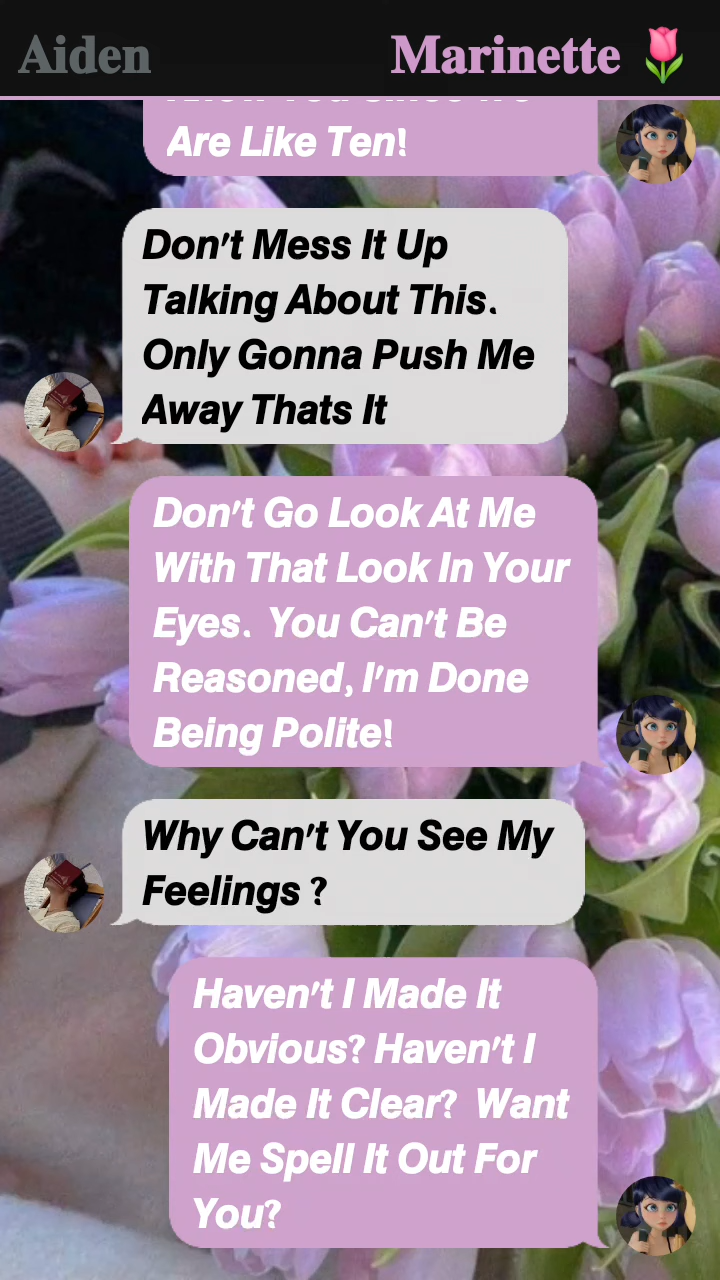 Aiden
Marinette 🌷
Are Like Ten!
Don't Mess It Up
Talking About This.
Only Gonna Push Me
Away Thats It
Don't Go Look At Me
With That Look In Your
Eyes. You Can't Be
Reasoned, I'm Done
Being Polite!
Why Can't You See My
Feelings ?
Haven't I Made It
Obvious? Haven't I
Made It Clear? Want
Me Spell It Out For
You?